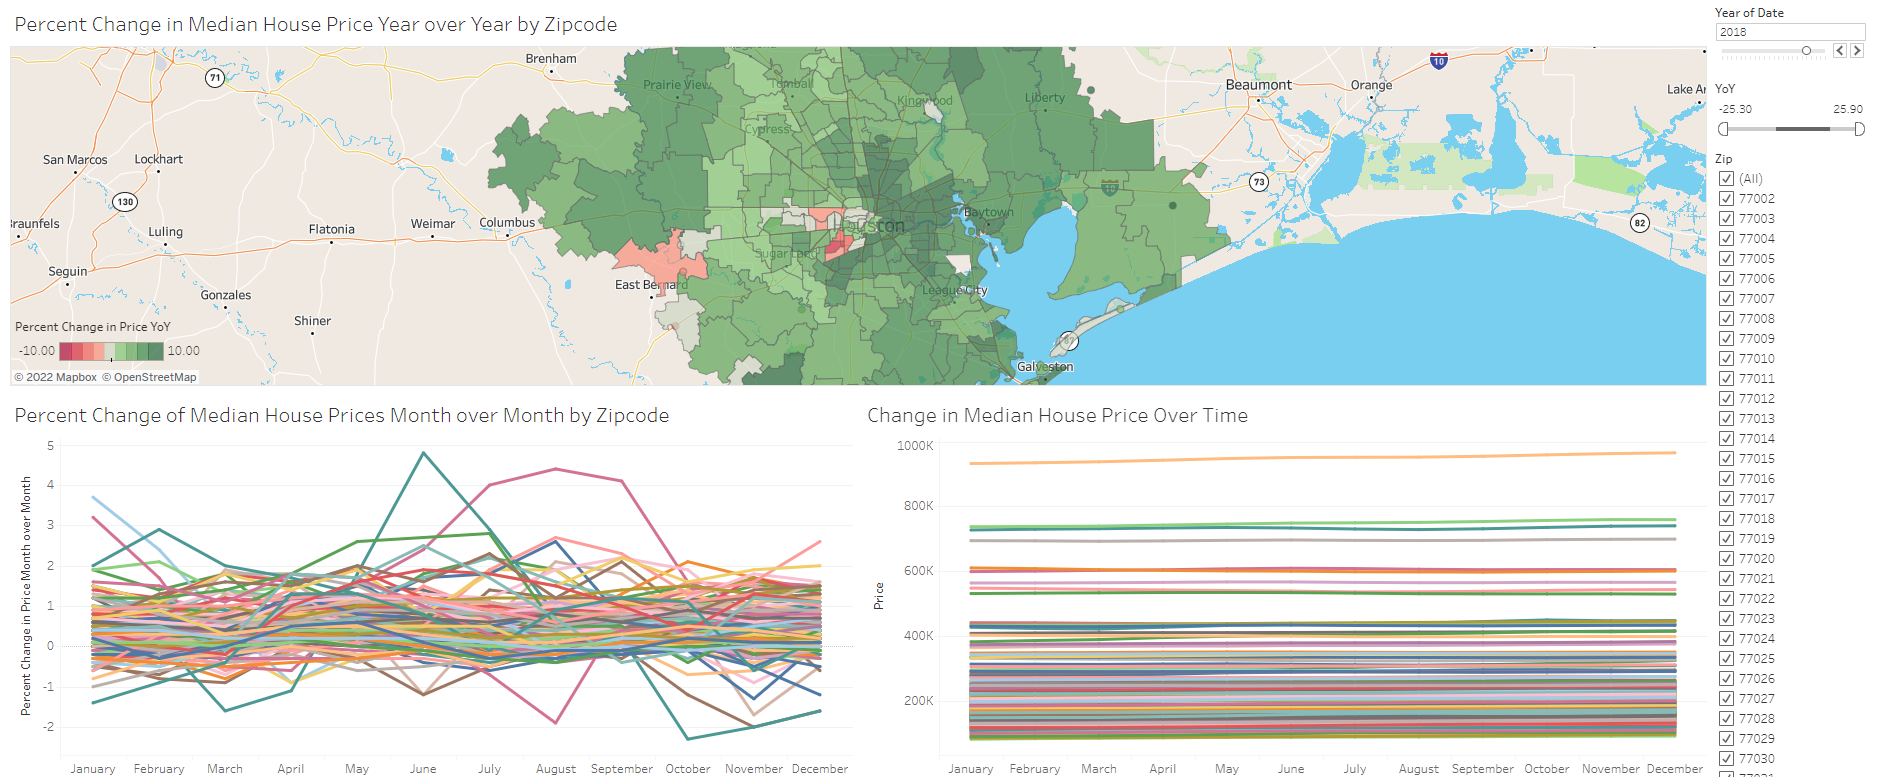 Percent Change in Median House Price Year over Year by Zipcode
Brenham
71
Prairie View
Tomball
Kingwood
Liberty
Beaumont
Orange
10
Lake Ar
Cypress
San Marcos
Lockhart
130
73
10
Braunfels
Luling
Flatonia
Weimar
Columbus
Houston
Baytown
82
Sugar Land
Seguin
East Bernard
League City
Gonzales
Shiner
87
Galveston
Percent Change in Price YoY
-10.00
10.00
© 2022 Mapbox © OpenStreetMap
Year of Date
2018
YoY
-25.30
25.90
Zip
(All)
77002
77003
77004
77005
77006
77007
77008
77009
77010
77011
77012
77013
77014
77015
77016
77017
77018
77019
77020
77021
77022
77023
77024
77025
77026
77027
77028
77029
77030
Percent Change of Median House Prices Month over Month by Zipcode
Percent Change in Price Month over Month
5
4
3
2
1
0
-1
-2
January February March April May June July August September October November December
Change in Median House Price Over Time
Price
1000K
800K
600K
400K
200K
January February March April May June July August September October November December